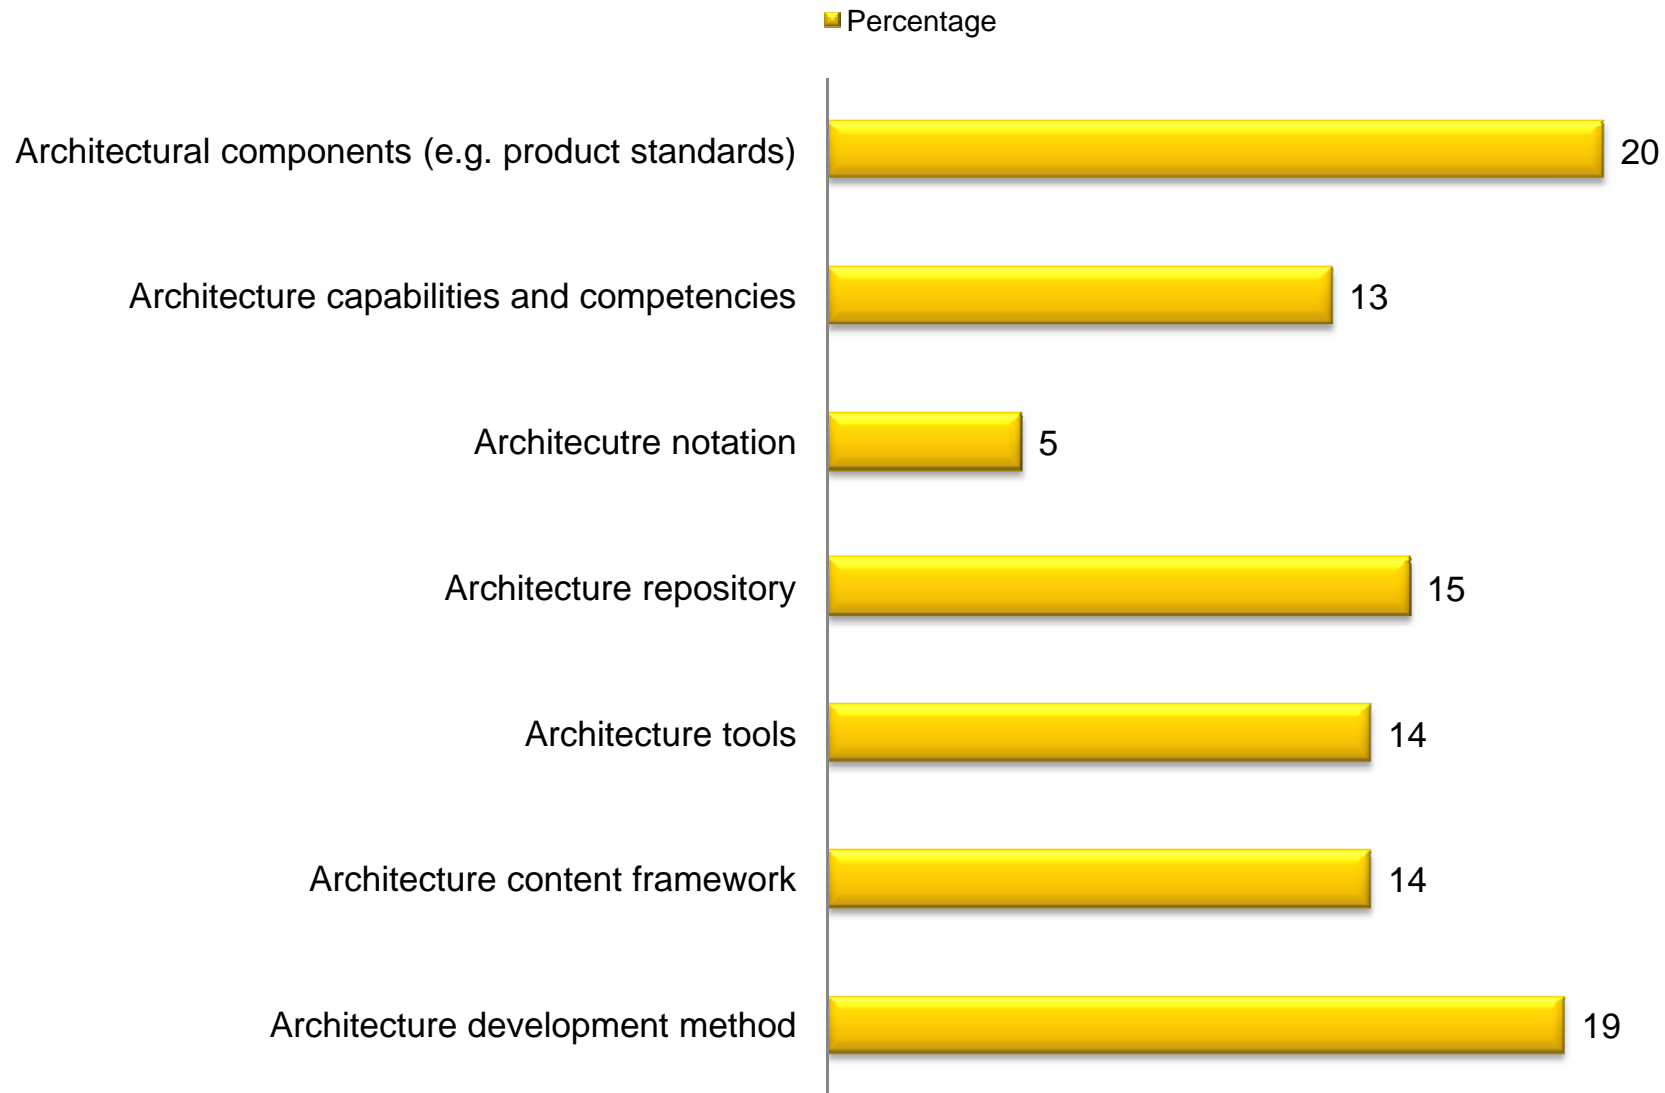 Percentage
Architectural components (e.g. product standards) 20
Architecture capabilities and competencies 13
Architecutre notation 5
Architecture repository 15
Architecture tools 14
Architecture content framework 14
Architecture development method 19